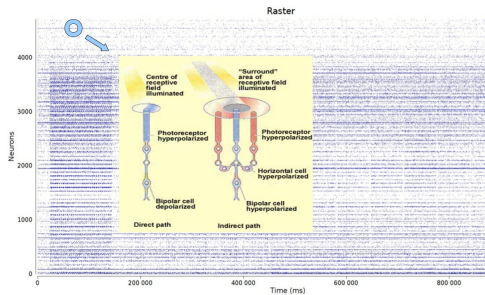 Raster
4000
3000
2000
1000
0
Neurons
Centre of
receptive
field
illuminated
"Surround"
area of
receptive field
illuminated
Photoreceptor
hyperpolarized
Photoreceptor
hyperpolarized
Horizontal cell
hyperpolarized
Bipolar cell
depolarized
Bipolar cell
hyperpolarized
Direct path
Indirect path
0
200 000
400 000
600 000
800 000
Time (ms)